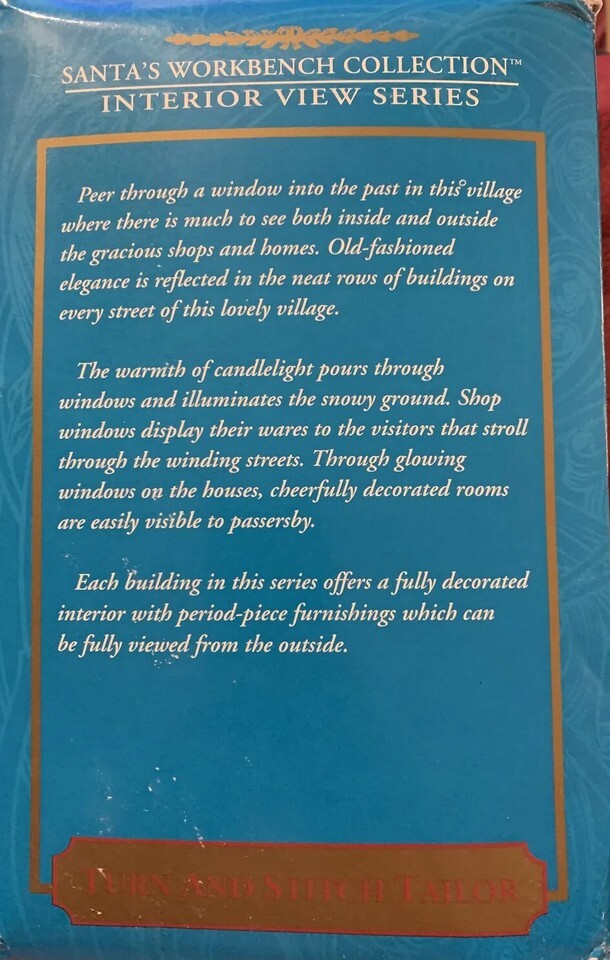 SANTA'S WORKBENCH COLLECTION™
INTERIOR VIEW SERIES
Peer through a window into the past in this village
where there is much to see both inside and outside
the gracious shops and homes. Old-fashioned
elegance is reflected in the neat rows of buildings on
every street of this lovely village.
The warmth of candlelight pours through
windows and illuminates the snowy ground. Shop
windows display their wares to the visitors that stroll
through the winding streets. Through glowing
windows on the houses, cheerfully decorated rooms
are easily visible to passersby.
Each building in this series offers a fully decorated
interior with period-piece furnishings which can
be fully viewed from the outside.
TURN AND STITCH TAILOR